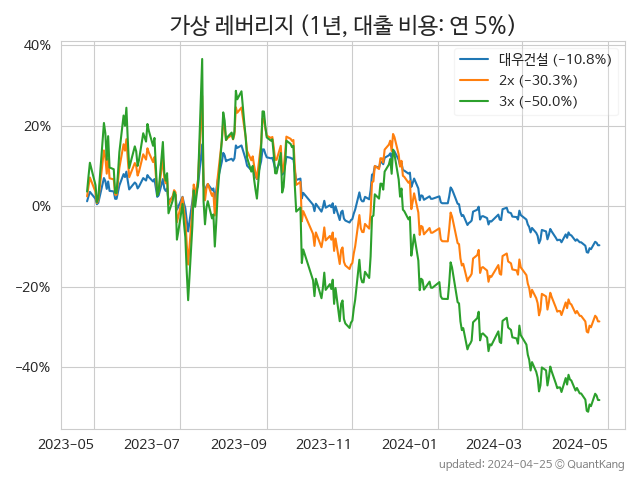 가상 레버리지 (1년, 대출 비용: 연 5%)
40%
20%
0%
−20%
−40%
대우건설 (−10.8%)
2x (−30.3%)
3x (−50.0%)
2023-05 2023-07 2023-09 2023-11 2024-01 2024-03 2024-05
updated: 2024-04-25 © QuantKang